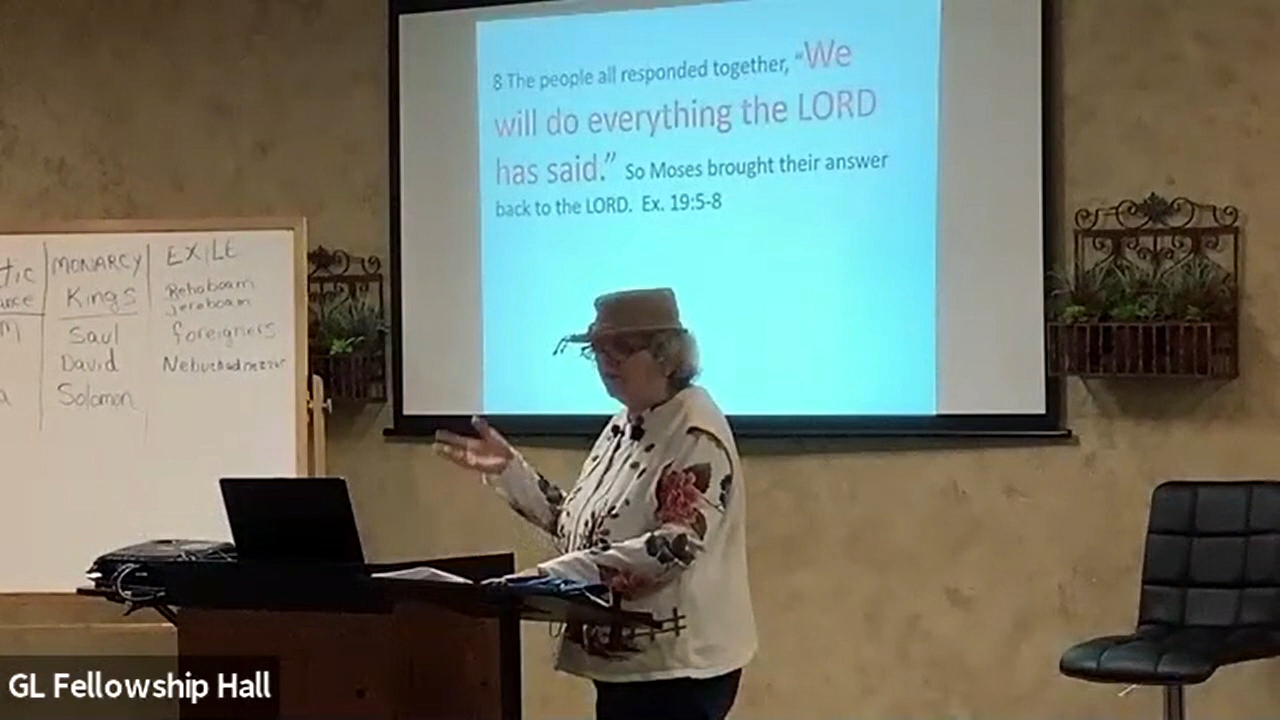 8 The people all responded together, "We
will do everything the LORD
has said." So Moses brought their answer
back to the LORD. Ex. 19:5-8
tic
MONARCY
EXILE
Kings
Rehoboam
Jeroboam
Saul
foreigners
David
Nebuchadnezzar
Solomon
GL Fellowship Hall